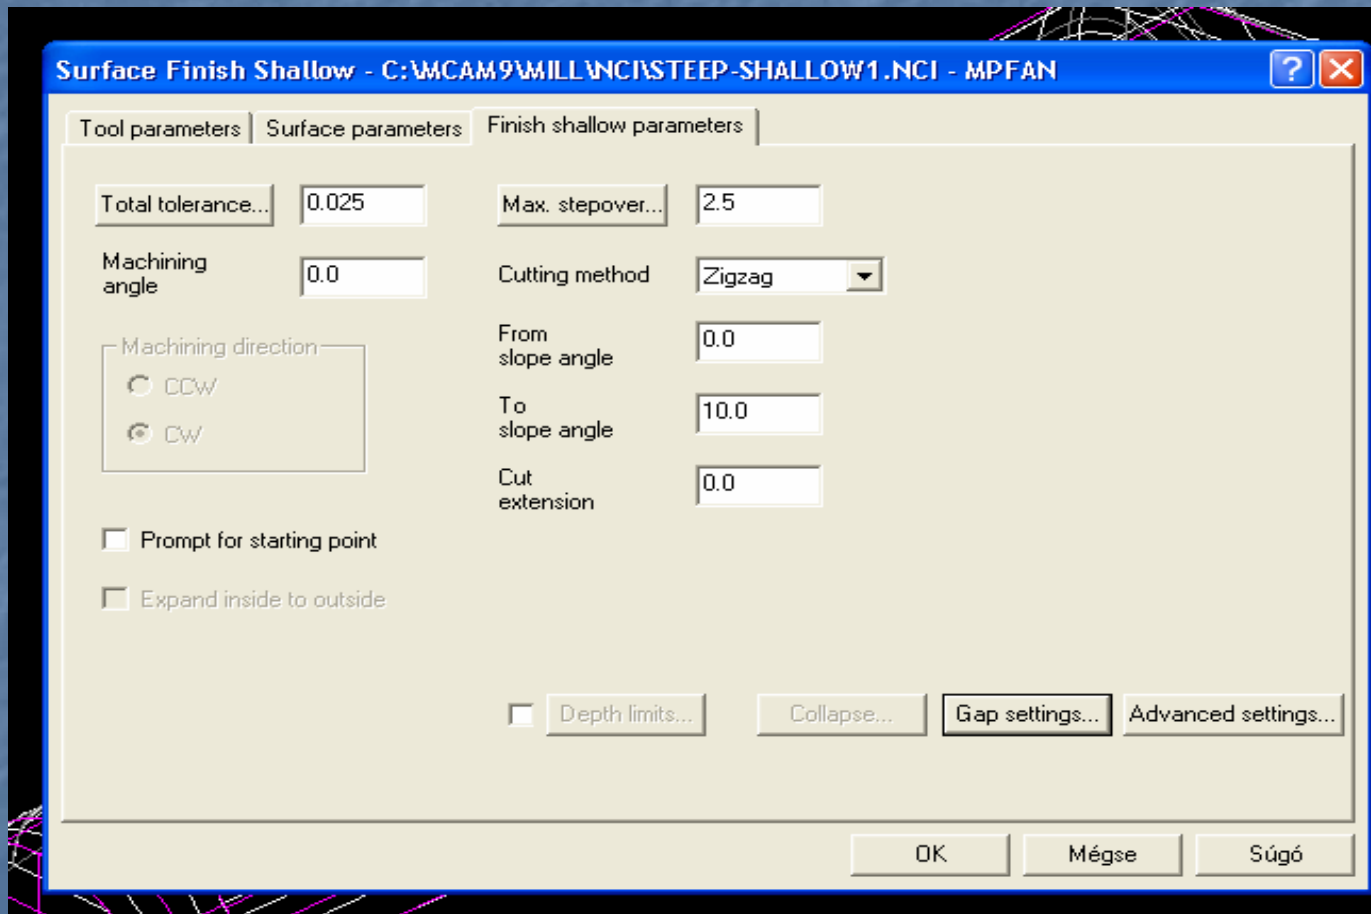 Surface Finish Shallow - C:\MCAM9\MILL\NCI\STEEP-SHALLOW1.NCI - MPFAN
Tool parameters
Surface parameters
Finish shallow parameters
Total tolerance...
0.025
Max. stepover...
2.5
Machining
angle
0.0
Cutting method
Zigzag
Machining direction
CCW
CW
From
slope angle
0.0
To
slope angle
10.0
Cut
extension
0.0
Prompt for starting point
Expand inside to outside
Depth limits...
Collapse...
Gap settings...
Advanced settings...
OK
Mégse
Súgó